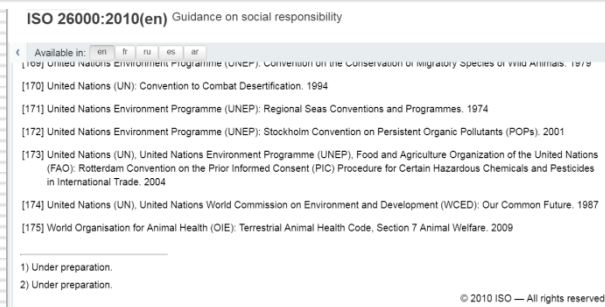 ISO 26000:2010(en) Guidance on social responsibility
Available in: en fr ru es ar
[169] United Nations Environment Programme (UNEP): Convention on the Conservation of Migratory Species of Wild Animals. 1979
[170] United Nations (UN): Convention to Combat Desertification. 1994
[171] United Nations Environment Programme (UNEP): Regional Seas Conventions and Programmes. 1974
[172] United Nations Environment Programme (UNEP): Stockholm Convention on Persistent Organic Pollutants (POPs). 2001
[173] United Nations (UN), United Nations Environment Programme (UNEP), Food and Agriculture Organization of the United Nations
(FAO): Rotterdam Convention on the Prior Informed Consent (PIC) Procedure for Certain Hazardous Chemicals and Pesticides
in International Trade. 2004
[174] United Nations (UN), United Nations World Commission on Environment and Development (WCED): Our Common Future. 1987
[175] World Organisation for Animal Health (OIE): Terrestrial Animal Health Code, Section 7 Animal Welfare. 2009
1) Under preparation.
2) Under preparation.
© 2010 ISO — All rights reserved